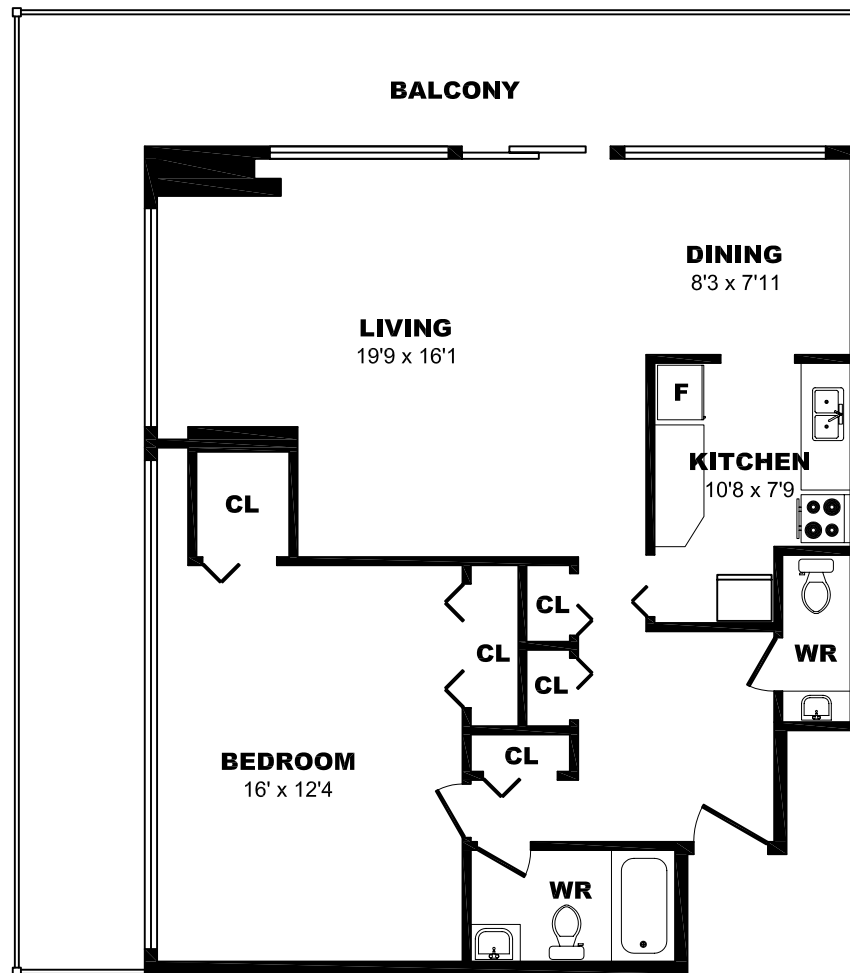 BALCONY
DINING
8'3 x 7'11
LIVING
19'9 x 16'1
F
KITCHEN
10'8 x 7'9
CL
CL
CL
WR
CL
CL
BEDROOM
16' x 12'4
WR